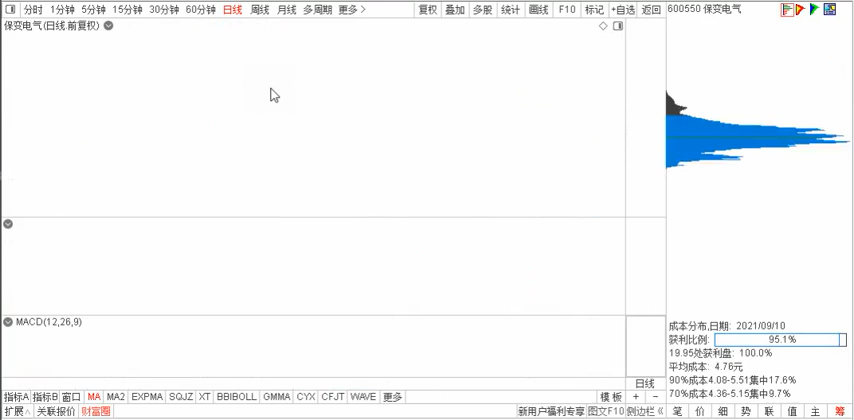 分时 1分钟 5分钟 15分钟 30分钟 60分钟 日线 周线 月线 多周期 更多> 复权 叠加 多股 统计 画线 F10 标记 +自选 返回 600550 保变电气
保变电气(日线.前复权)
MACD(12,26,9)
成本分布,日期: 2021/09/10
获利比例: 95.1%
19.95处获利盘: 100.0%
平均成本: 4.76元
90%成本4.08-5.51集中17.6%
70%成本4.36-5.15集中9.7%
日线
指标A 指标B 窗口 MA MA2 EXPMA SQJZ XT BBIBOLL GMMA CYX CFJT WAVE 更多 模板 + -
扩展∧ 关联报价 财富圈 新用户福利专享 图文F10 侧边栏< 笔 价 细 势 联 值 主 筹